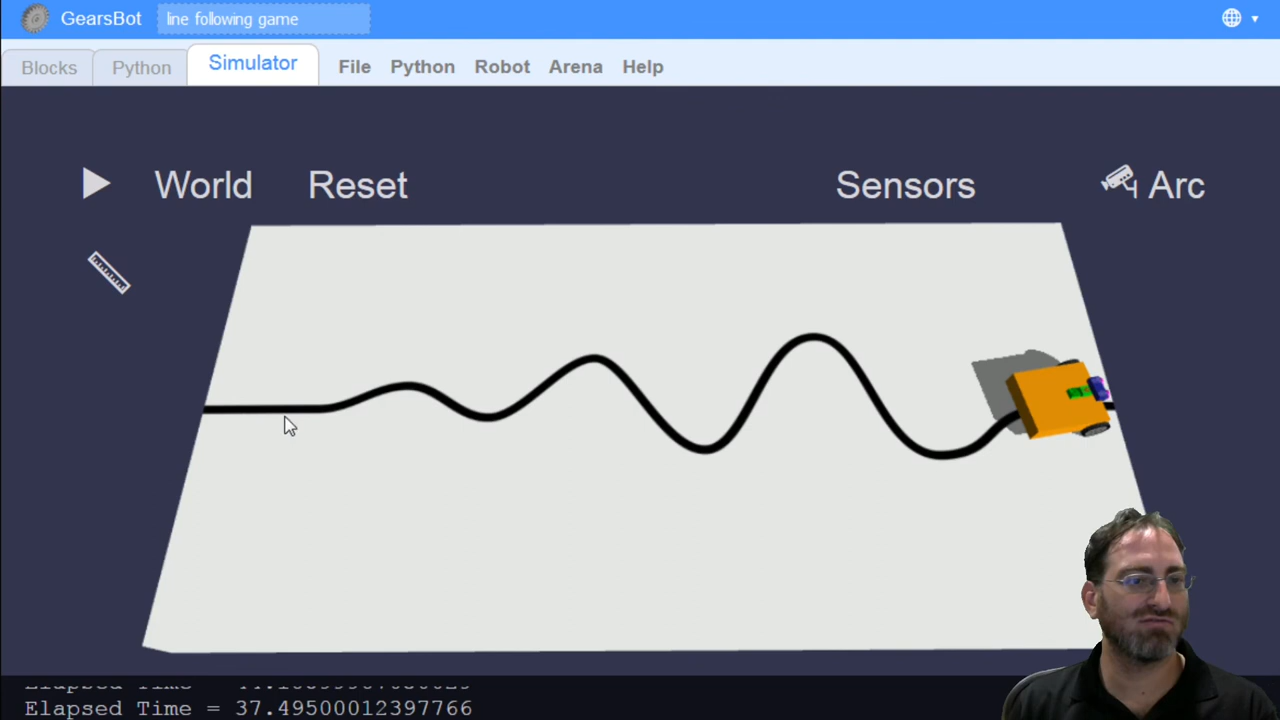 GearsBot line following game
Blocks Python Simulator File Python Robot Arena Help
World Reset Sensors Arc
Elapsed Time = 37.49500012397766